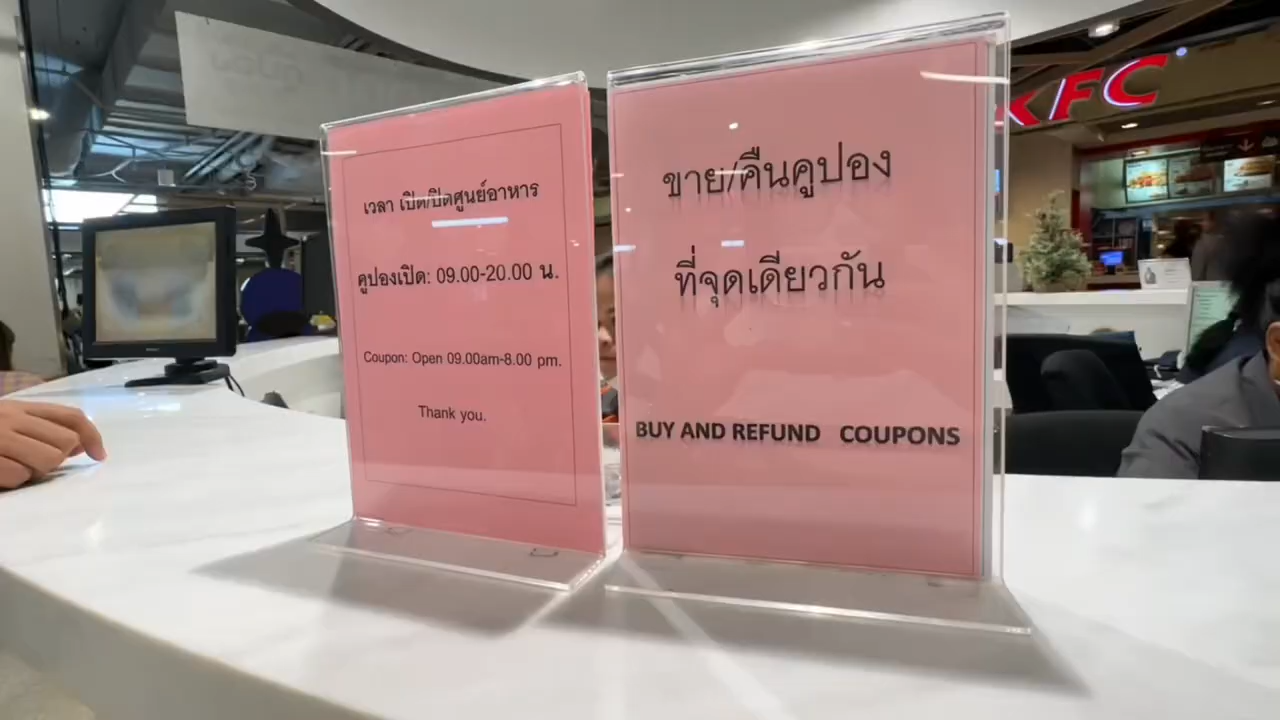 เวลา เปิด/ปิดศูนย์อาหาร
คูปองเปิด: 09.00-20.00 น.
Coupon: Open 09.00am-8.00 pm.
Thank you.
ขาย/คืนคูปอง
ที่จุดเดียวกัน
BUY AND REFUND COUPONS
KFC